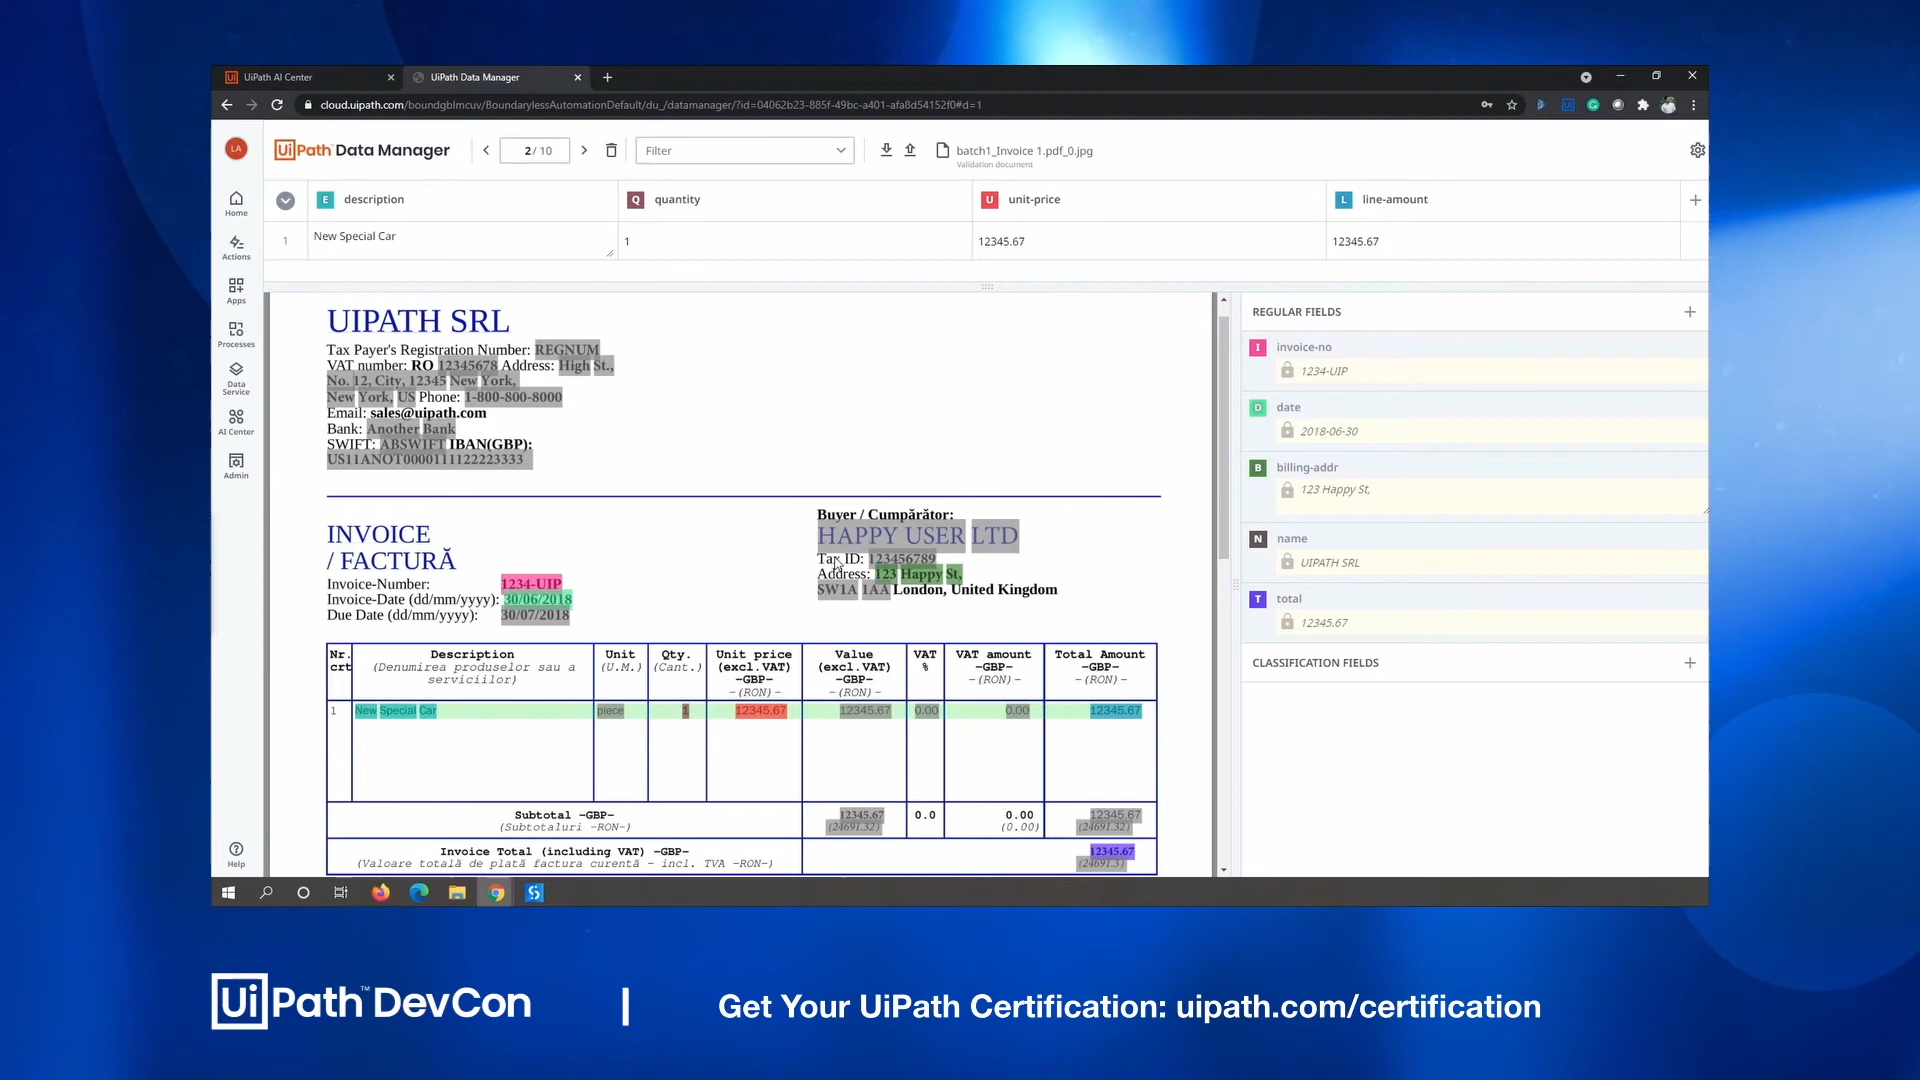 UiPath AI Center
UiPath Data Manager
cloud.uipath.com/boundgblmcuv/BoundarylessAutomationDefault/du_/datamanager/?id=04062b23-885f-49bc-a401-afa8d54152f0#d=1
LA
UiPath Data Manager
2 / 10
Filter
batch1_Invoice 1.pdf_0.jpg
Validation document
Home
Actions
Apps
Processes
Data Service
AI Center
Admin
Help
E description
Q quantity
U unit-price
L line-amount
1 New Special Car 1 12345.67 12345.67
UIPATH SRL
Tax Payer's Registration Number: REGNUM
VAT number: RO 12345678 Address: High St.,
No. 12, City, 12345 New York,
New York, US Phone: 1-800-800-8000
Email: sales@uipath.com
Bank: Another Bank
SWIFT: ABSWIFT IBAN(GBP):
US11ANOT0000111122223333
INVOICE
/ FACTURĂ
Invoice-Number: 1234-UIP
Invoice-Date (dd/mm/yyyy): 30/06/2018
Due Date (dd/mm/yyyy): 30/07/2018
Buyer / Cumpărător:
HAPPY USER LTD
Tax ID: 123456789
Address: 123 Happy St,
SW1A 1AA London, United Kingdom
Nr. Description Unit Qty. Unit price Value VAT VAT amount Total Amount
crt (Denumirea produselor sau a (U.M.) (Cant.) (excl.VAT) (excl.VAT) % –GBP– –GBP–
serviciilor) –GBP– –GBP– –(RON)– –(RON)–
–(RON)– –(RON)–
1 New Special Car piece 1 12345.67 12345.67 0.00 0.00 12345.67
Subtotal –GBP– 12345.67 0.0 0.00 12345.67
(Subtotaluri –RON–) (24691.32) (0.00) (24691.32)
Invoice Total (including VAT) –GBP– 12345.67
(Valoare totală de plată factura curentă – incl. TVA –RON–) (24691.3)
REGULAR FIELDS
I invoice-no
1234-UIP
D date
2018-06-30
B billing-addr
123 Happy St,
N name
UIPATH SRL
T total
12345.67
CLASSIFICATION FIELDS
UiPath™ DevCon | Get Your UiPath Certification: uipath.com/certification